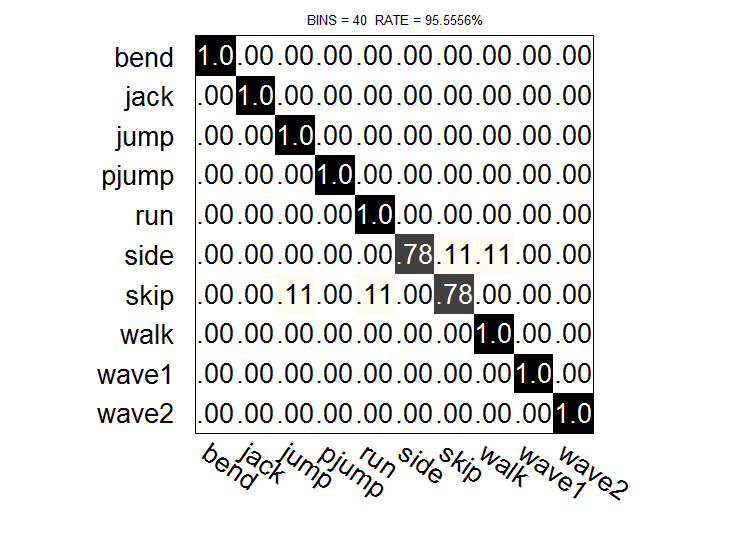 BINS = 40 RATE = 95.5556%
bend 1.0 .00 .00 .00 .00 .00 .00 .00 .00 .00
jack .00 1.0 .00 .00 .00 .00 .00 .00 .00 .00
jump .00 .00 1.0 .00 .00 .00 .00 .00 .00 .00
pjump .00 .00 .00 1.0 .00 .00 .00 .00 .00 .00
run .00 .00 .00 .00 1.0 .00 .00 .00 .00 .00
side .00 .00 .00 .00 .00 .78 .11 .11 .00 .00
skip .00 .00 .11 .00 .11 .00 .78 .00 .00 .00
walk .00 .00 .00 .00 .00 .00 .00 1.0 .00 .00
wave1 .00 .00 .00 .00 .00 .00 .00 .00 1.0 .00
wave2 .00 .00 .00 .00 .00 .00 .00 .00 .00 1.0
bend jack jump pjump run side skip walk wave1 wave2